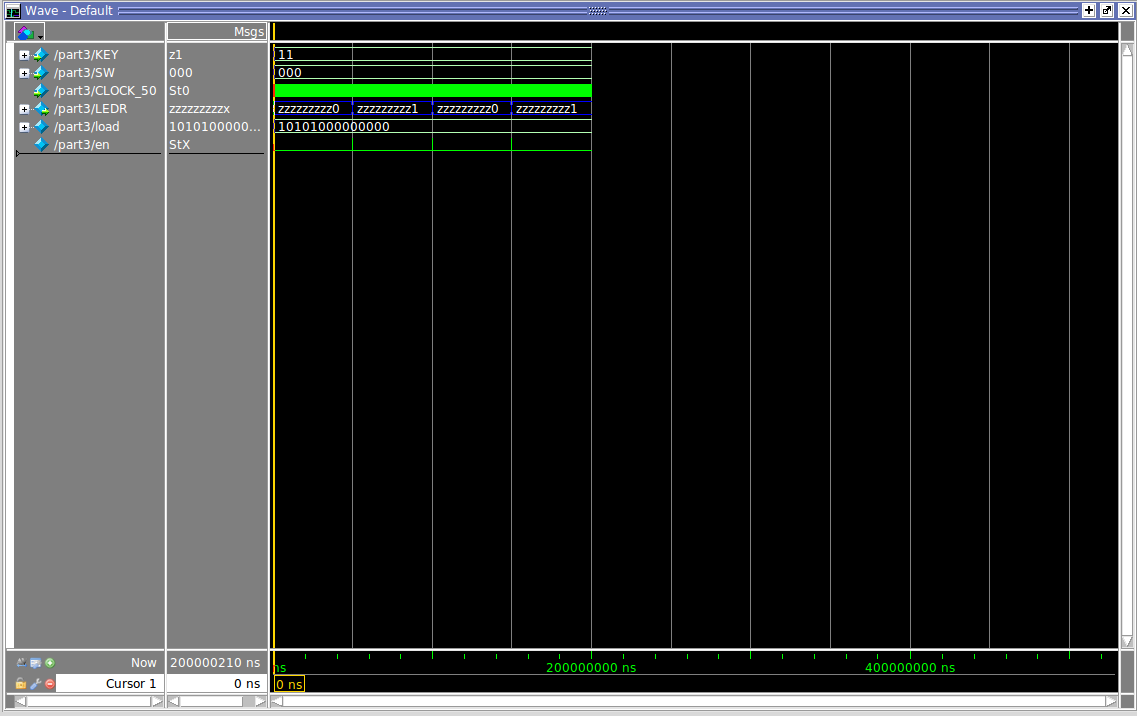 Wave - Default
Msgs
/part3/KEY z1 11
/part3/SW 000 000
/part3/CLOCK_50 St0
/part3/LEDR zzzzzzzzzx zzzzzzzzz0 zzzzzzzzz1 zzzzzzzzz0 zzzzzzzzz1
/part3/load 1010100000... 10101000000000
/part3/en StX
Now 200000210 ns ns 200000000 ns 400000000 ns
Cursor 1 0 ns 0 ns